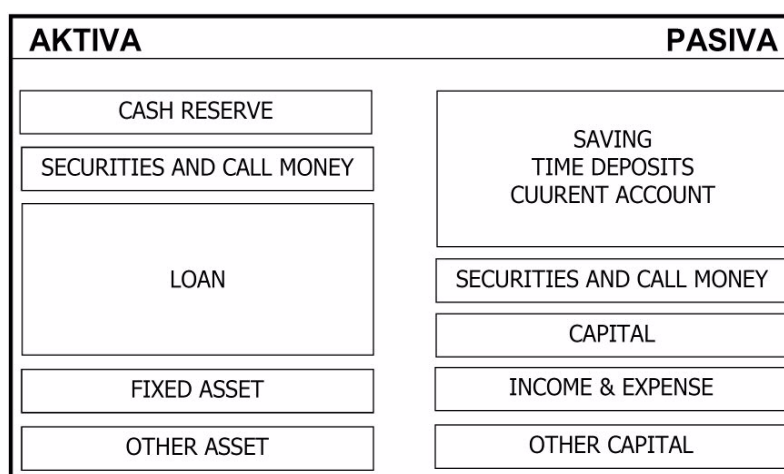 AKTIVA
PASIVA
CASH RESERVE
SECURITIES AND CALL MONEY
LOAN
FIXED ASSET
OTHER ASSET
SAVING
TIME DEPOSITS
CUURENT ACCOUNT
SECURITIES AND CALL MONEY
CAPITAL
INCOME & EXPENSE
OTHER CAPITAL